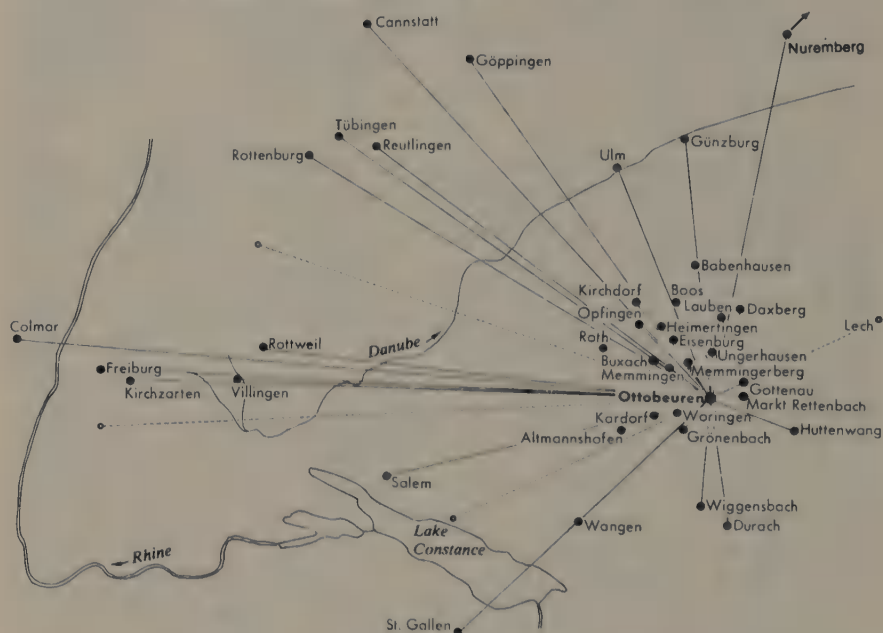 Cannstatt
Göppingen
Nuremberg
Tübingen
Reutlingen
Rottenburg
Ulm
Günzburg
Babenhausen
Kirchdorf
Boos
Lauben
Daxberg
Opfingen
Heimertingen
Lech
Colmar
Rottweil
Danube
Roth
Eisenburg
Ungerhausen
Buxach
Memmingen
Memmingerberg
Freiburg
Kirchzarten
Villingen
Gottenau
Ottobeuren
Markt Rettenbach
Kardorf
Woringen
Altmannshofen
Grönenbach
Huttenwang
Salem
Wiggensbach
Wangen
Durach
Lake
Constance
Rhine
St. Gallen